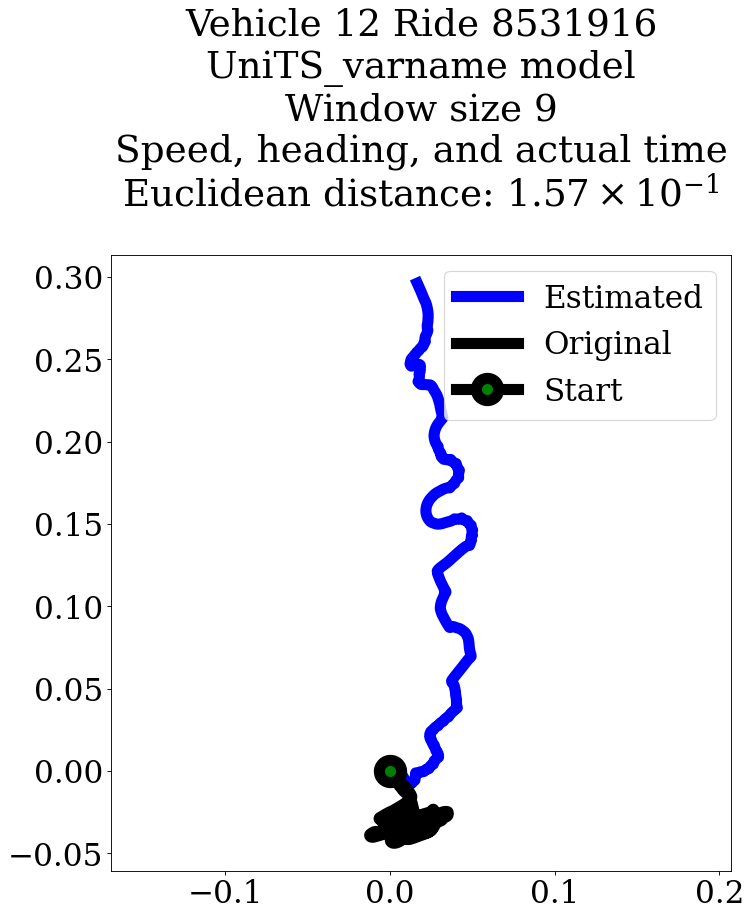 Vehicle 12 Ride 8531916
UniTS_varname model
Window size 9
Speed, heading, and actual time
Euclidean distance: 1.57 × 10⁻¹
Estimated
Original
Start
0.30
0.25
0.20
0.15
0.10
0.05
0.00
−0.05
−0.1
0.0
0.1
0.2